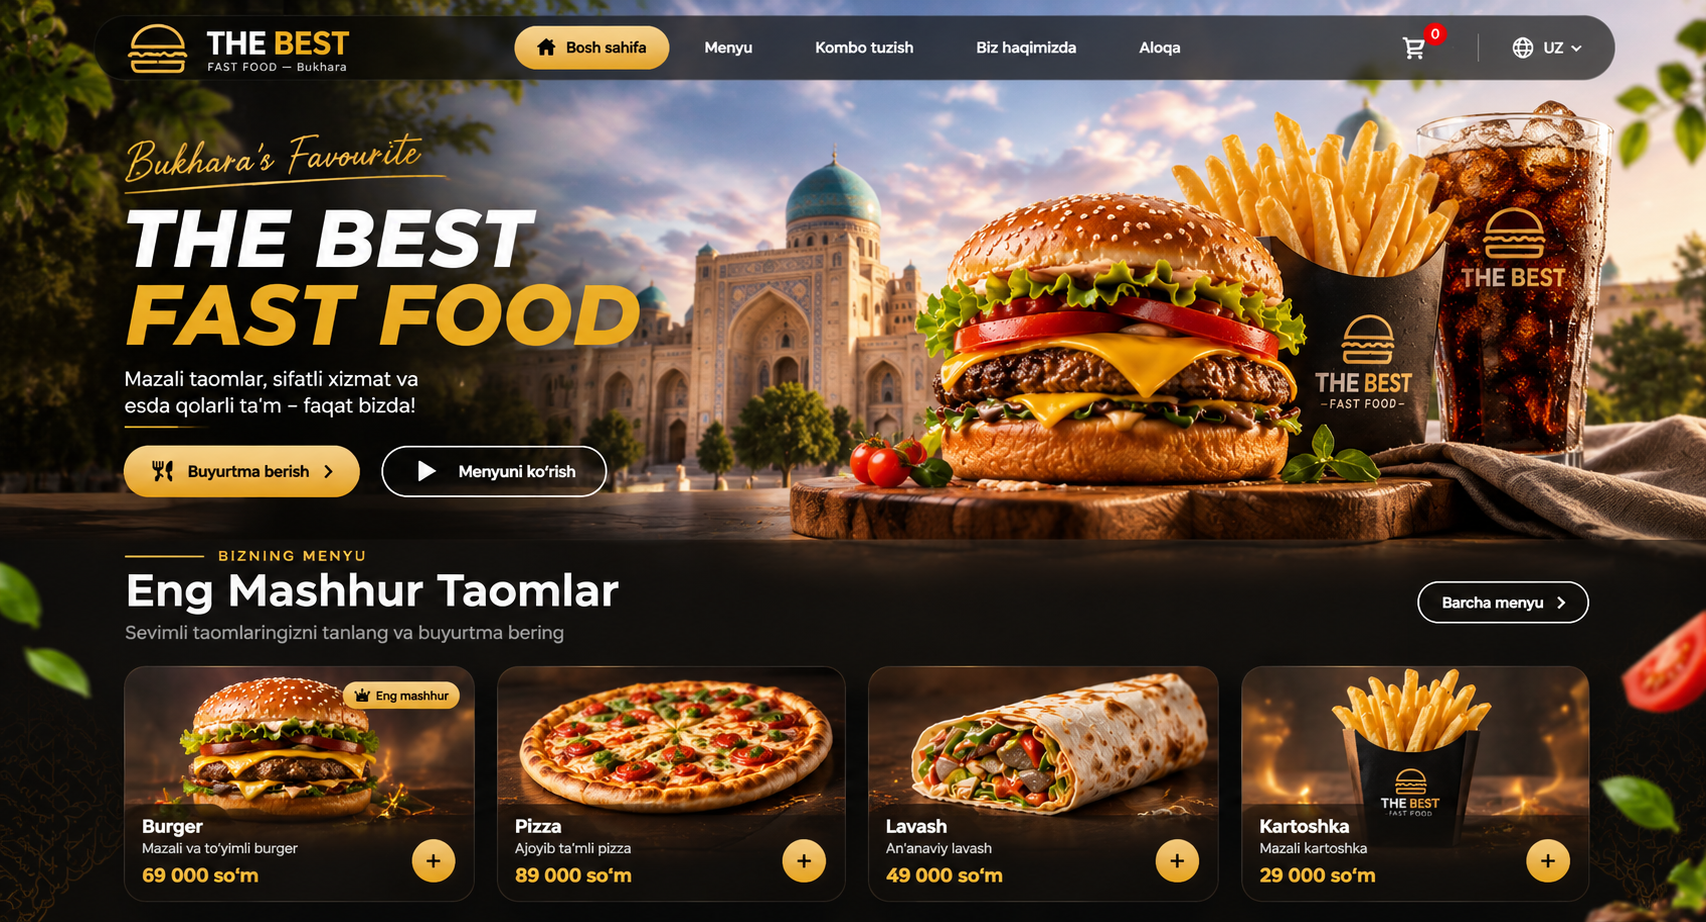 THE BEST
FAST FOOD — Bukhara
Bosh sahifa
Menyu
Kombo tuzish
Biz haqimizda
Aloqa
0
UZ
Bukhara's Favourite
THE BEST
FAST FOOD
Mazali taomlar, sifatli xizmat va
esda qolarli ta'm – faqat bizda!
Buyurtma berish
Menyuni ko‘rish
THE BEST
-FAST FOOD-
THE BEST
BIZNING MENYU
Eng Mashhur Taomlar
Sevimli taomlaringizni tanlang va buyurtma bering
Barcha menyu
Eng mashhur
Burger
Mazali va to‘yimli burger
69 000 so‘m
Pizza
Ajoyib ta'mli pizza
89 000 so‘m
Lavash
An'anaviy lavash
49 000 so‘m
THE BEST
-FAST FOOD
Kartoshka
Mazali kartoshka
29 000 so‘m